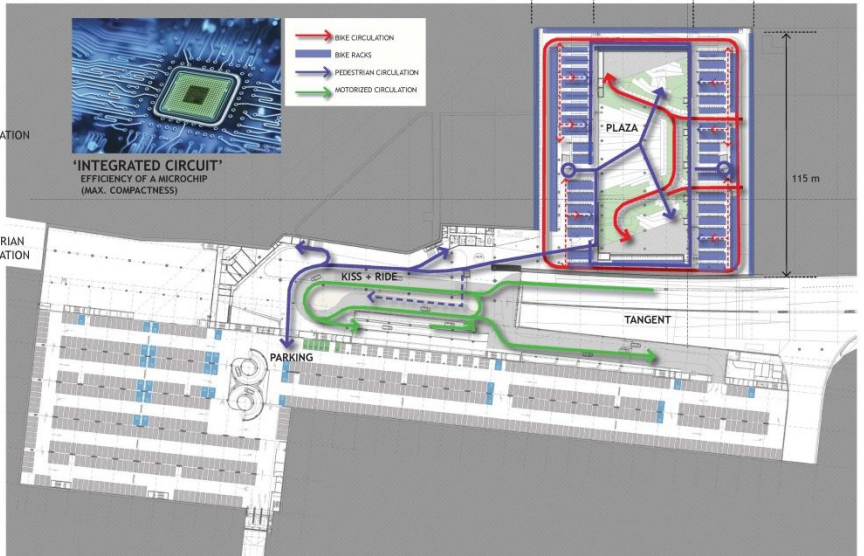 BIKE CIRCULATION
BIKE RACKS
PEDESTRIAN CIRCULATION
MOTORIZED CIRCULATION
'INTEGRATED CIRCUIT'
EFFICIENCY OF A MICROCHIP
(MAX. COMPACTNESS)
ATION
PLAZA
115 m
RIAN
ATION
KISS + RIDE
TANGENT
PARKING